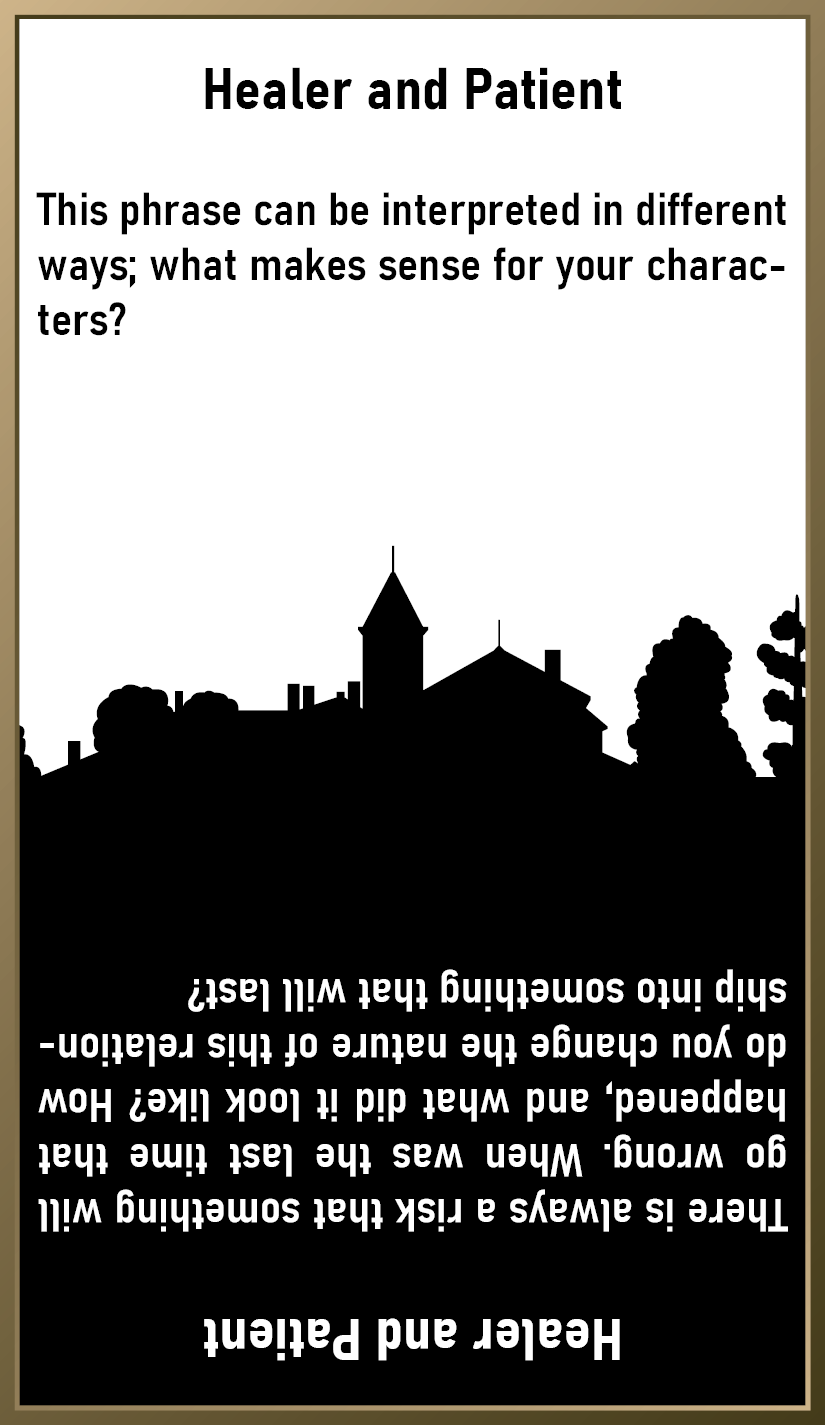 Healer and Patient
This phrase can be interpreted in different
ways; what makes sense for your charac-
ters?
Healer and Patient
There is always a risk that something will
go wrong. When was the last time that
happened, and what did it look like? How
do you change the nature of this relation-
ship into something that will last?